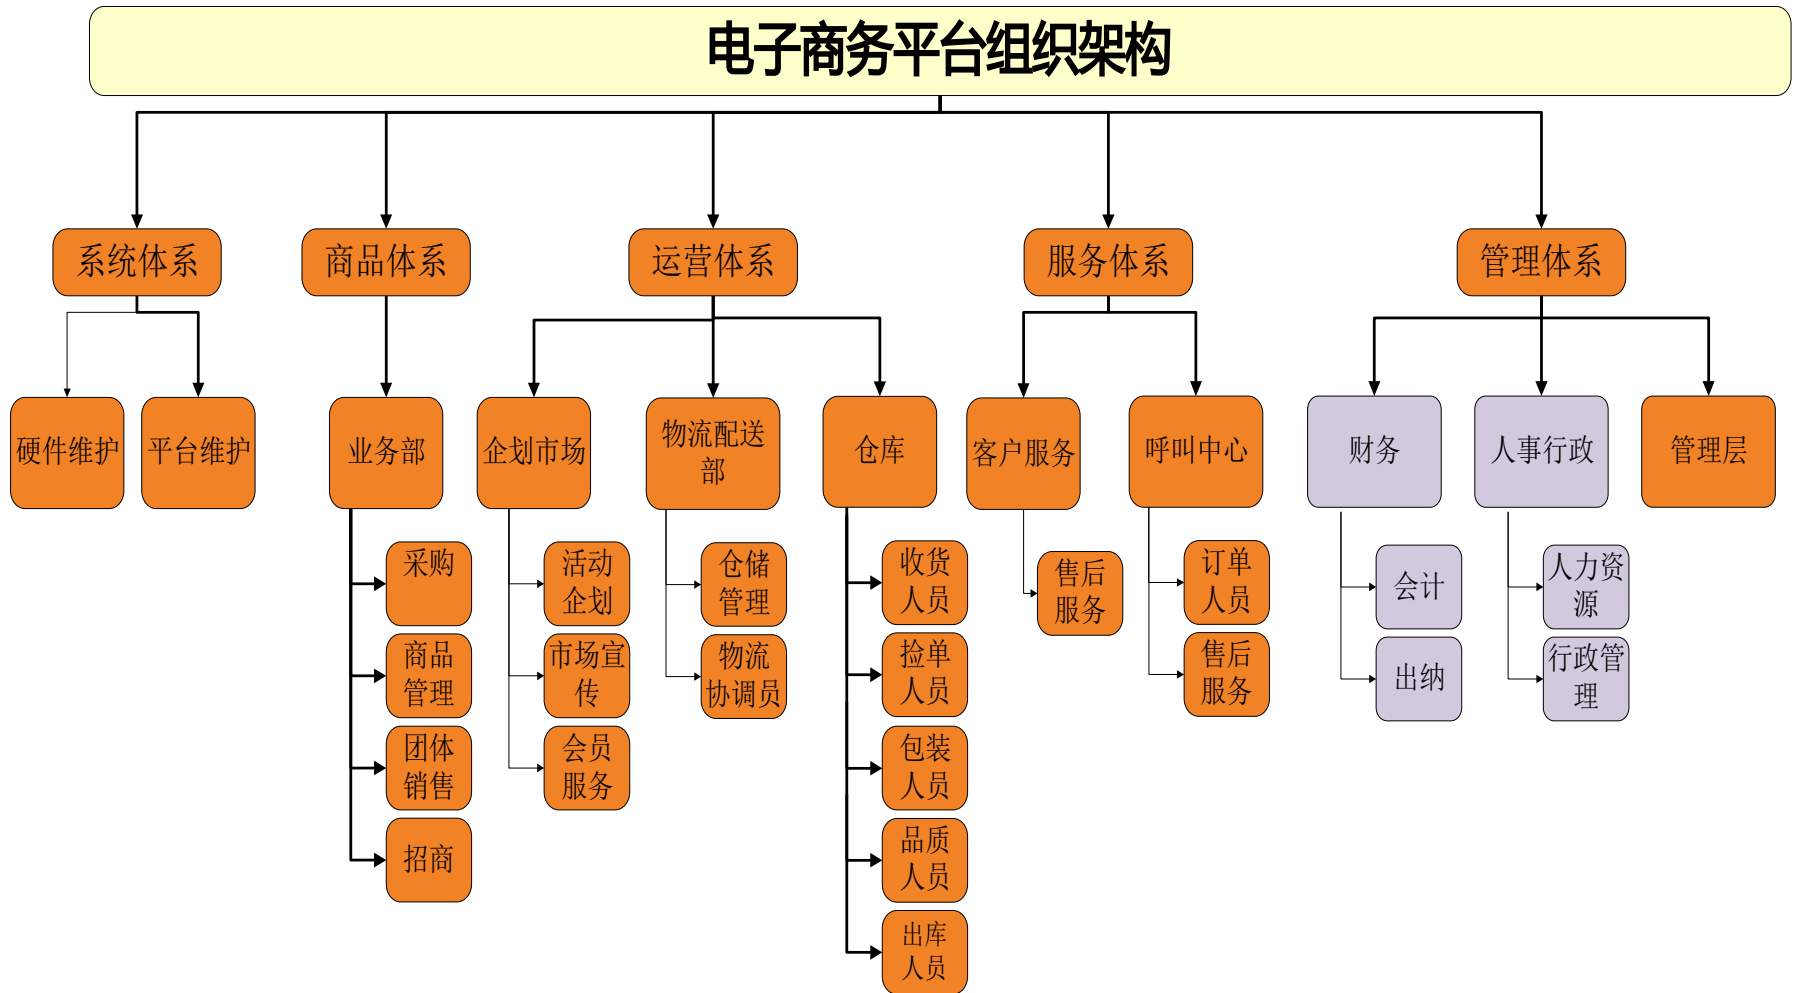 电子商务平台组织架构
系统体系
商品体系
运营体系
服务体系
管理体系
硬件维护
平台维护
业务部
企划市场
物流配送
部
仓库
客户服务
呼叫中心
财务
人事行政
管理层
采购
商品
管理
团体
销售
招商
活动
企划
市场宣
传
会员
服务
仓储
管理
物流
协调员
收货
人员
捡单
人员
包装
人员
品质
人员
出库
人员
售后
服务
订单
人员
售后
服务
会计
出纳
人力资
源
行政管
理